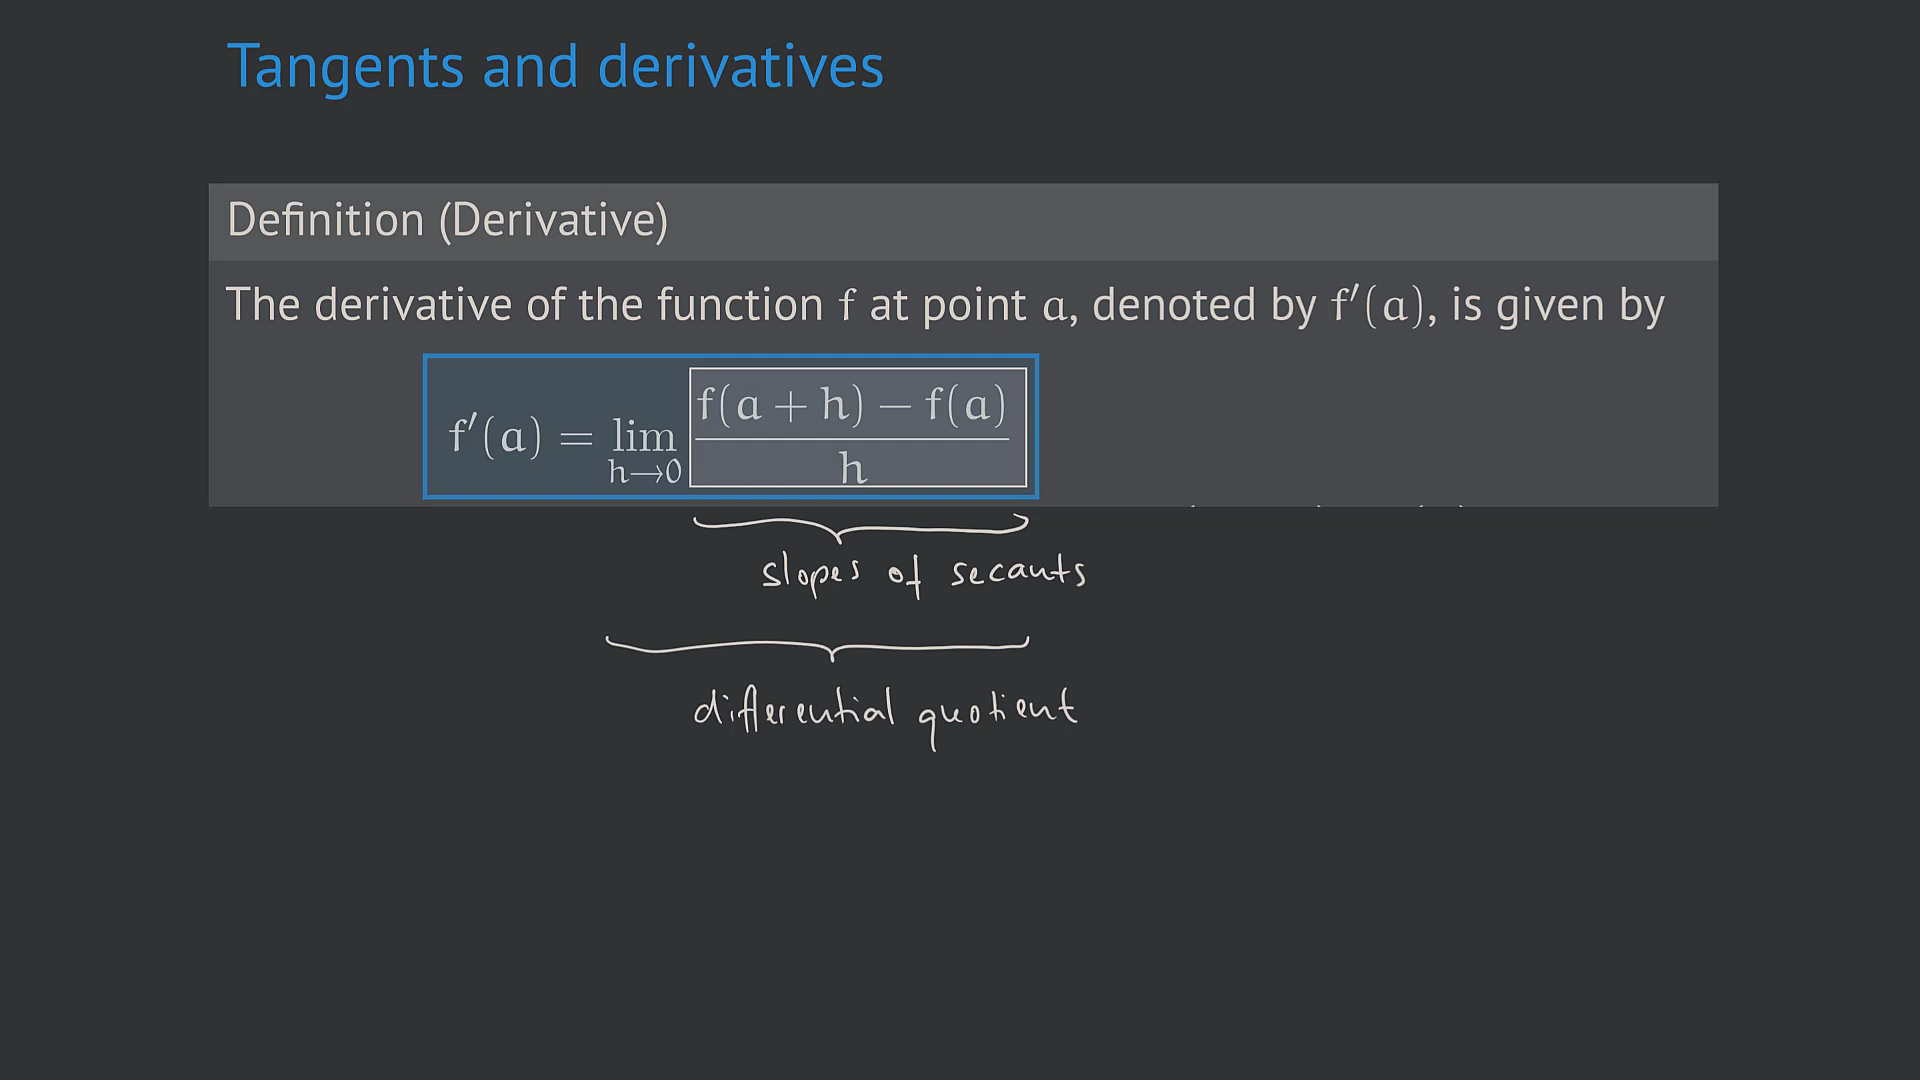 Tangents and derivatives
Definition (Derivative)
The derivative of the function f at point a, denoted by f′(a), is given by
f′(a) = lim h→0 f(a + h) − f(a) / h
slopes of secants
differential quotient